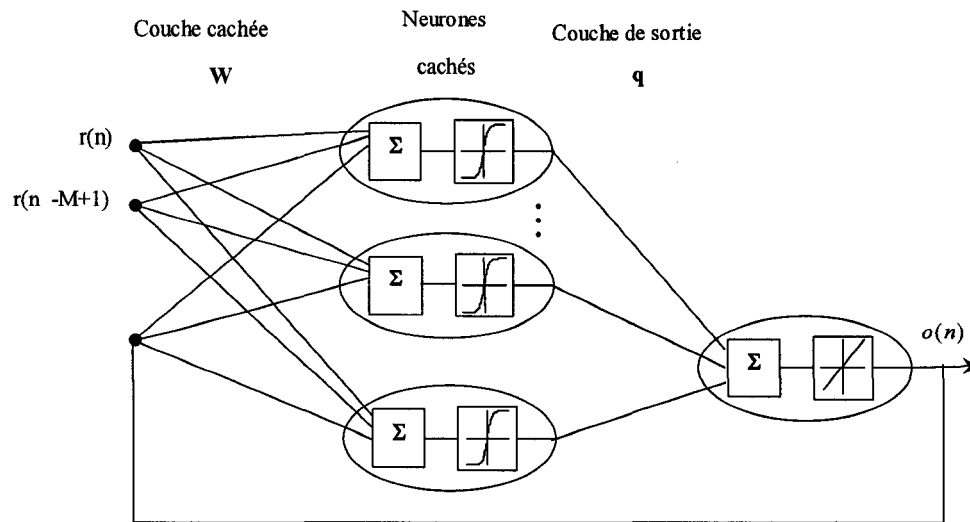 Couche cachée
W
Neurones
cachés
Couche de sortie
q
r(n)
r(n -M+1)
Σ
Σ
Σ
Σ
o(n)